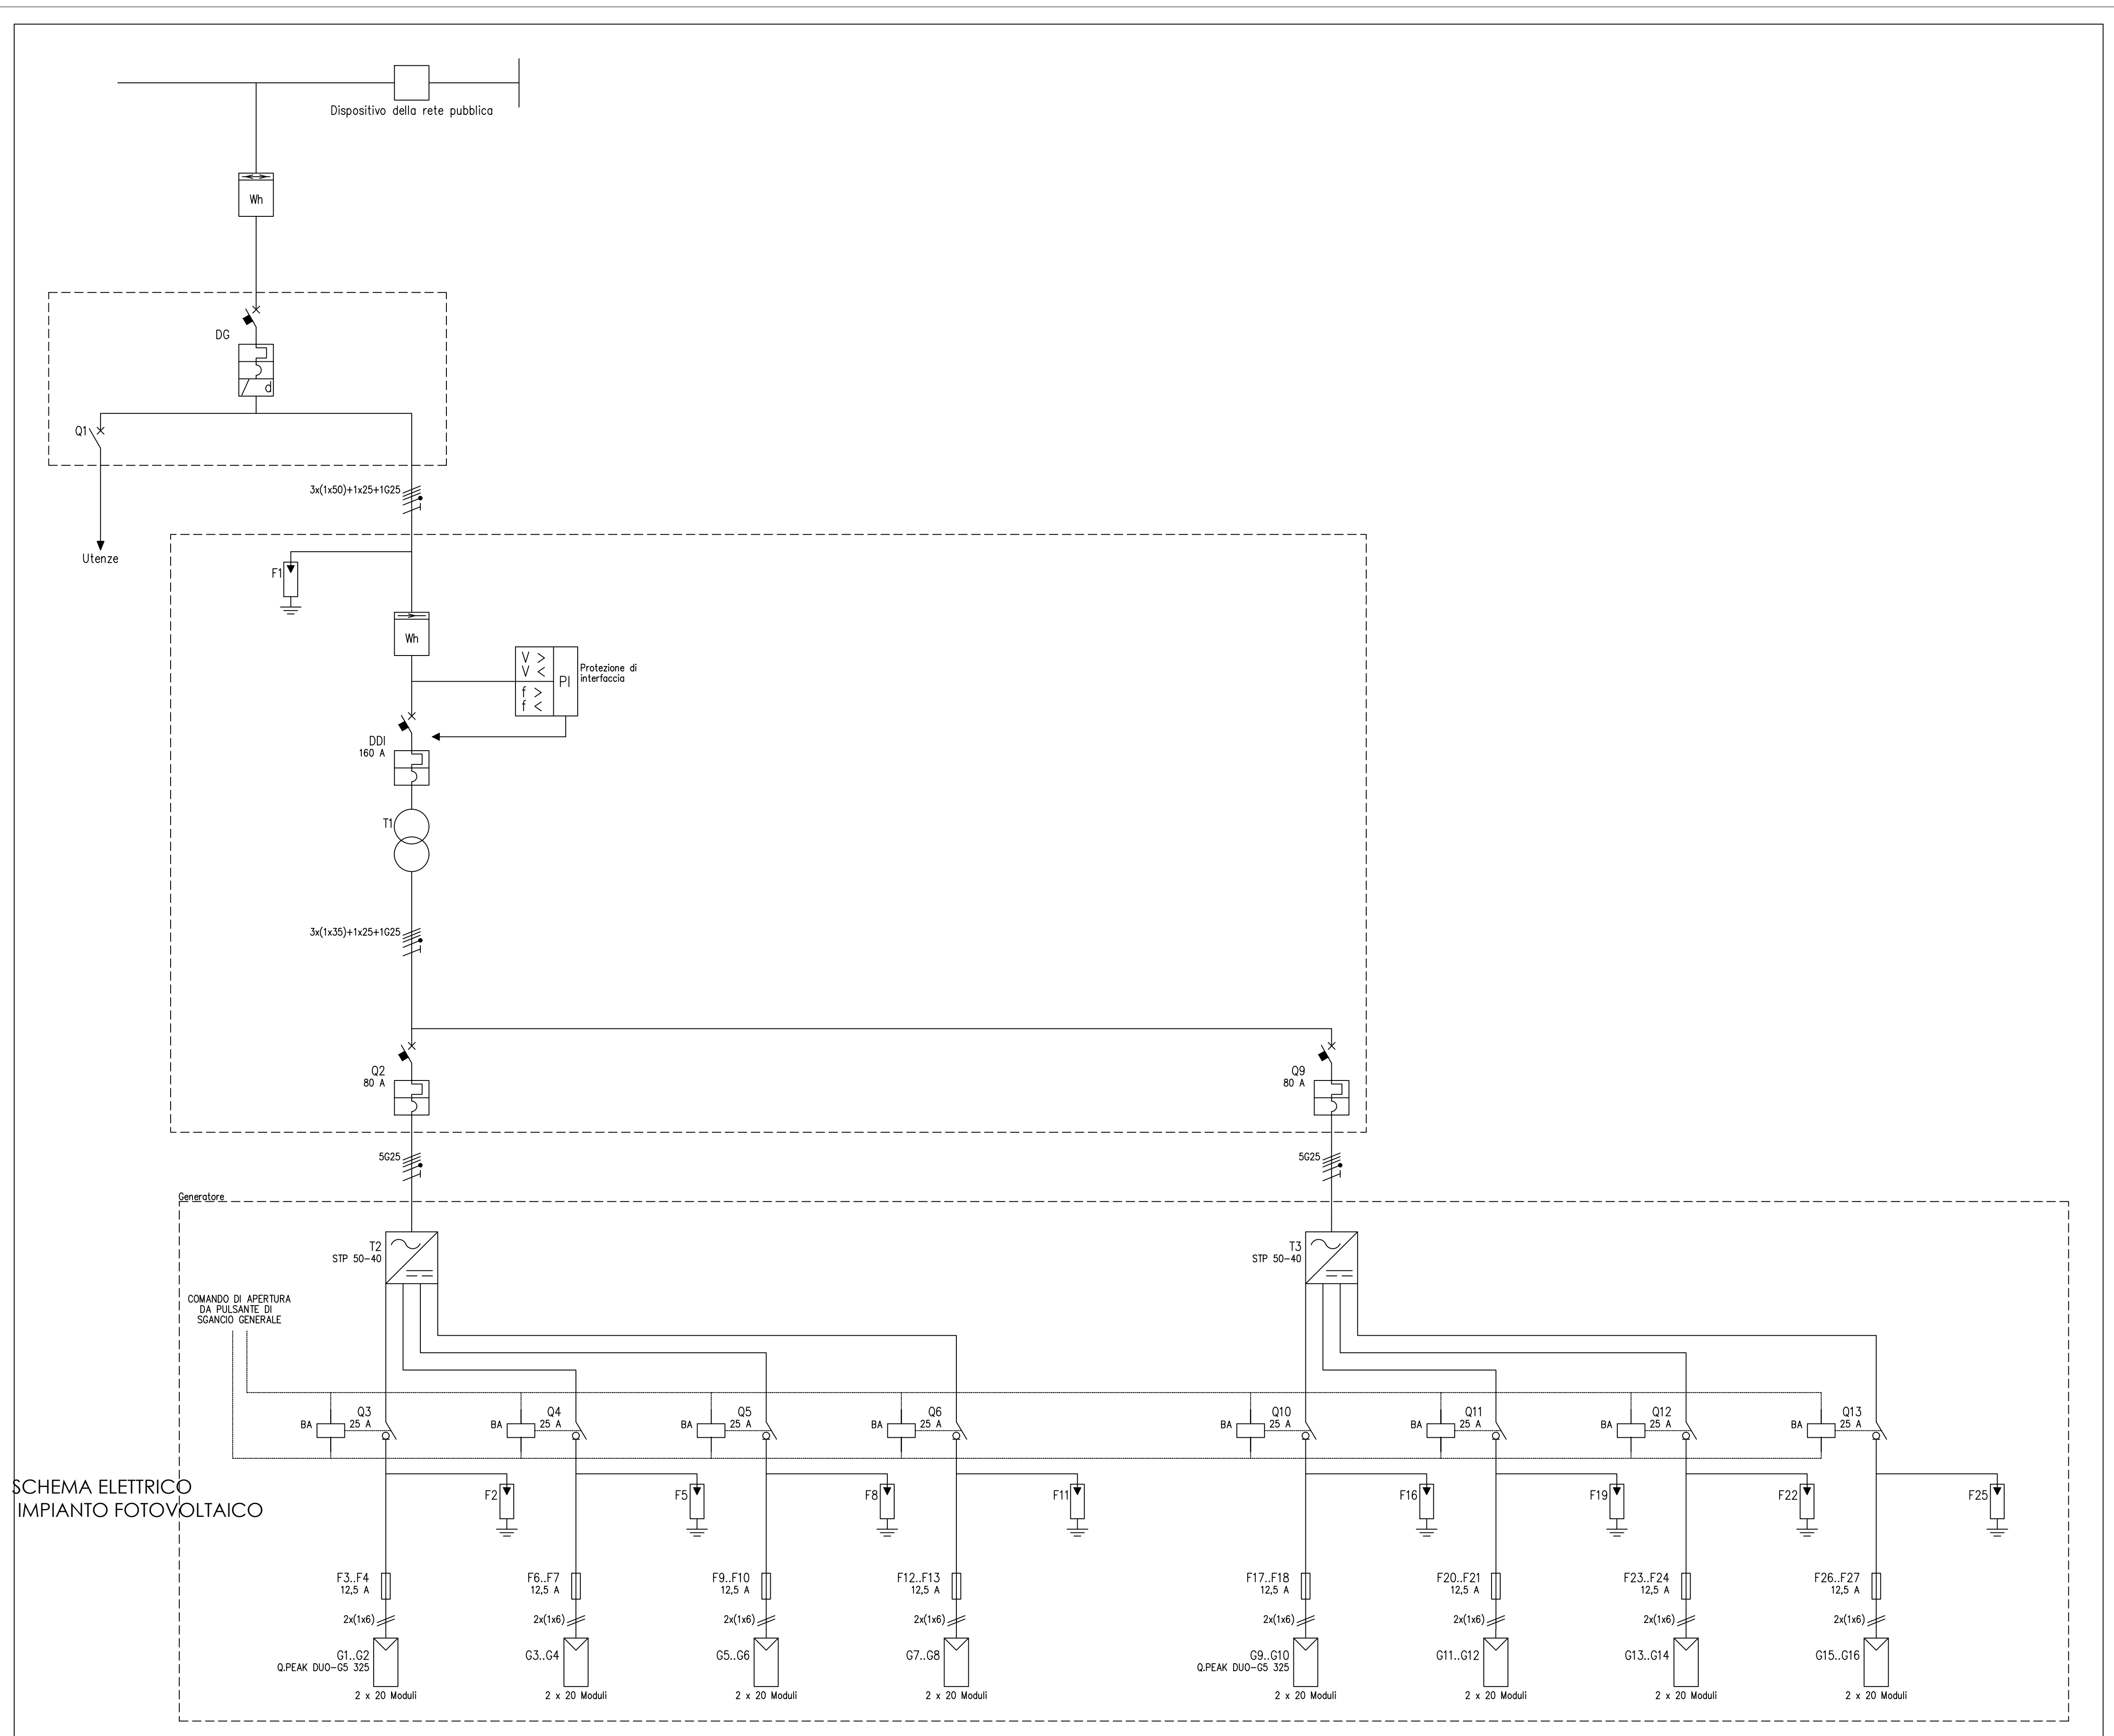 Dispositivo della rete pubblica
Wh
DG
d
Q1
3x(1x50)+1x25+1G25
Utenze
F1
Wh
V >
V <
f >
f <
PI
Protezione di
interfaccia
DDI
160 A
T1
3x(1x35)+1x25+1G25
Q2
80 A
Q9
80 A
5G25
5G25
Generatore
T2
STP 50-40
T3
STP 50-40
COMANDO DI APERTURA
DA PULSANTE DI
SGANCIO GENERALE
BA
Q3
25 A
BA
Q4
25 A
BA
Q5
25 A
BA
Q6
25 A
BA
Q10
25 A
BA
Q11
25 A
BA
Q12
25 A
BA
Q13
25 A
SCHEMA ELETTRICO
IMPIANTO FOTOVOLTAICO
F2
F5
F8
F11
F16
F19
F22
F25
F3..F4
12,5 A
F6..F7
12,5 A
F9..F10
12,5 A
F12..F13
12,5 A
F17..F18
12,5 A
F20..F21
12,5 A
F23..F24
12,5 A
F26..F27
12,5 A
2x(1x6)
2x(1x6)
2x(1x6)
2x(1x6)
2x(1x6)
2x(1x6)
2x(1x6)
2x(1x6)
G1..G2
Q.PEAK DUO-G5 325
G3..G4
G5..G6
G7..G8
G9..G10
Q.PEAK DUO-G5 325
G11..G12
G13..G14
G15..G16
2 x 20 Moduli
2 x 20 Moduli
2 x 20 Moduli
2 x 20 Moduli
2 x 20 Moduli
2 x 20 Moduli
2 x 20 Moduli
2 x 20 Moduli